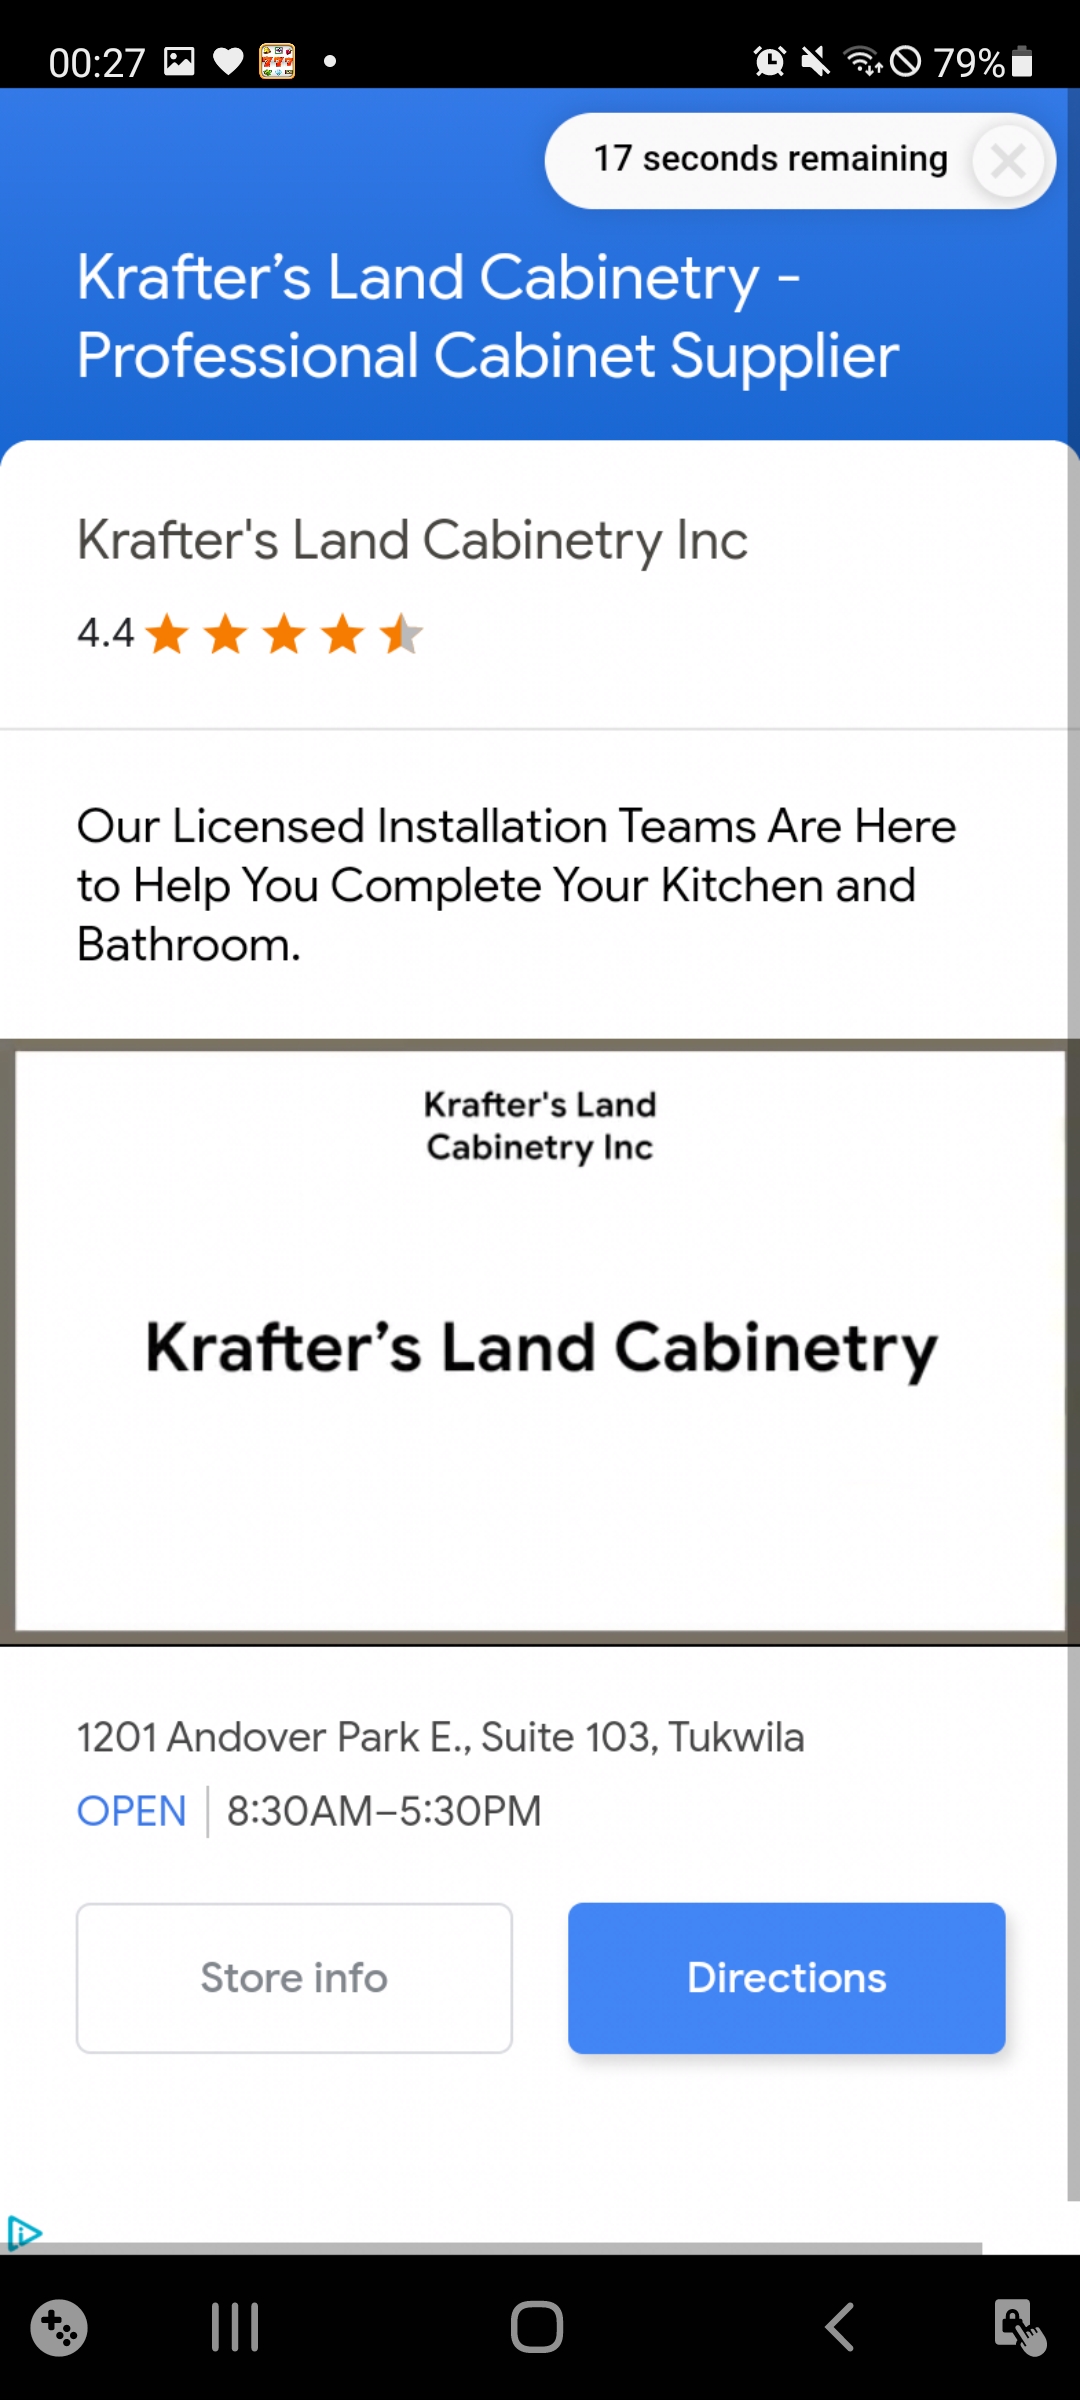 00:27
79%
17 seconds remaining
Krafter’s Land Cabinetry -
Professional Cabinet Supplier
Krafter's Land Cabinetry Inc
4.4
Our Licensed Installation Teams Are Here
to Help You Complete Your Kitchen and
Bathroom.
Krafter's Land
Cabinetry Inc
Krafter’s Land Cabinetry
1201 Andover Park E., Suite 103, Tukwila
OPEN 8:30AM–5:30PM
Store info
Directions